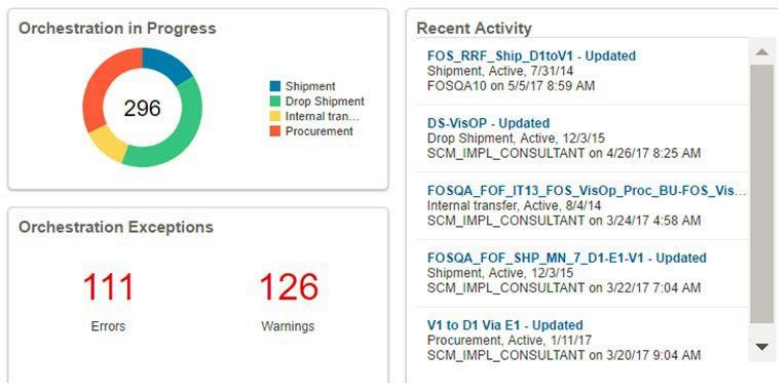 Orchestration in Progress
296
Shipment
Drop Shipment
Internal tran...
Procurement
Orchestration Exceptions
111
Errors
126
Warnings
Recent Activity
FOS_RRF_Ship_D1toV1 - Updated
Shipment, Active, 7/31/14
FOSQA10 on 5/5/17 8:59 AM
DS-VisOP - Updated
Drop Shipment, Active, 12/3/15
SCM_IMPL_CONSULTANT on 4/26/17 8:25 AM
FOSQA_FOF_IT13_FOS_VisOp_Proc_BU-FOS_Vis...
Internal transfer, Active, 8/4/14
SCM_IMPL_CONSULTANT on 3/24/17 4:58 AM
FOSQA_FOF_SHP_MN_7_D1-E1-V1 - Updated
Shipment, Active, 12/3/15
SCM_IMPL_CONSULTANT on 3/22/17 7:04 AM
V1 to D1 Via E1 - Updated
Procurement, Active, 1/11/17
SCM_IMPL_CONSULTANT on 3/20/17 9:04 AM